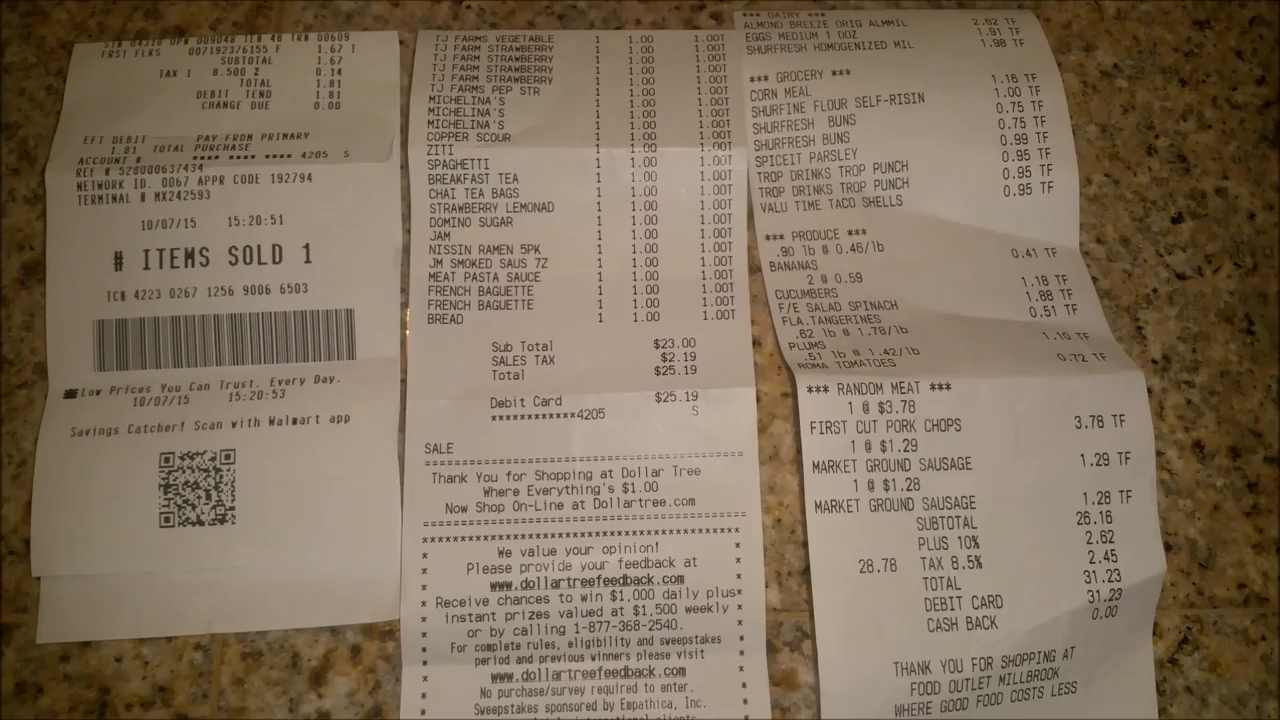 ST# 04318 OP# 009048 TE# 48 TR# 00609
FRST FLKS 007192376155 F 1.67 T
SUBTOTAL 1.67
TAX 1 8.500 % 0.14
TOTAL 1.81
DEBIT TEND 1.81
CHANGE DUE 0.00
EFT DEBIT PAY FROM PRIMARY
1.81 TOTAL PURCHASE
ACCOUNT # **** **** **** 4205 S
REF # 528000637434
NETWORK ID. 0067 APPR CODE 192794
TERMINAL # MX242593
10/07/15 15:20:51
# ITEMS SOLD 1
TC# 4223 0267 1256 9006 6503
Low Prices You Can Trust. Every Day.
10/07/15 15:20:53
Savings Catcher! Scan with Walmart app
TJ FARMS VEGETABLE 1 1.00 1.00T
TJ FARM STRAWBERRY 1 1.00 1.00T
TJ FARM STRAWBERRY 1 1.00 1.00T
TJ FARM STRAWBERRY 1 1.00 1.00T
TJ FARM STRAWBERRY 1 1.00 1.00T
TJ FARMS PEP STR 1 1.00 1.00T
MICHELINA'S 1 1.00 1.00T
MICHELINA'S 1 1.00 1.00T
MICHELINA'S 1 1.00 1.00T
COPPER SCOUR 1 1.00 1.00T
ZITI 1 1.00 1.00T
SPAGHETTI 1 1.00 1.00T
BREAKFAST TEA 1 1.00 1.00T
CHAI TEA BAGS 1 1.00 1.00T
STRAWBERRY LEMONAD 1 1.00 1.00T
DOMINO SUGAR 1 1.00 1.00T
JAM 1 1.00 1.00T
NISSIN RAMEN 5PK 1 1.00 1.00T
JM SMOKED SAUS 7Z 1 1.00 1.00T
MEAT PASTA SAUCE 1 1.00 1.00T
FRENCH BAGUETTE 1 1.00 1.00T
FRENCH BAGUETTE 1 1.00 1.00T
BREAD 1 1.00 1.00T
Sub Total $23.00
SALES TAX $2.19
Total $25.19
Debit Card $25.19
************4205 S
SALE
Thank You for Shopping at Dollar Tree
Where Everything's $1.00
Now Shop On-Line at Dollartree.com
We value your opinion!
Please provide your feedback at
www.dollartreefeedback.com
Receive chances to win $1,000 daily plus
instant prizes valued at $1,500 weekly
or by calling 1-877-368-2540.
For complete rules, eligibility and sweepstakes
period and previous winners please visit
www.dollartreefeedback.com
No purchase/survey required to enter.
Sweepstakes sponsored by Empathica, Inc.
*** DAIRY ***
ALMOND BREEZE ORIG ALMMIL 2.62 TF
EGGS MEDIUM 1 DOZ 1.91 TF
SHURFRESH HOMOGENIZED MIL 1.98 TF
*** GROCERY ***
CORN MEAL 1.16 TF
SHURFINE FLOUR SELF-RISIN 1.00 TF
SHURFRESH BUNS 0.75 TF
SHURFRESH BUNS 0.75 TF
SPICEIT PARSLEY 0.99 TF
TROP DRINKS TROP PUNCH 0.95 TF
TROP DRINKS TROP PUNCH 0.95 TF
VALU TIME TACO SHELLS 0.95 TF
*** PRODUCE ***
.90 lb @ 0.46/lb
BANANAS 0.41 TF
2 @ 0.59
CUCUMBERS 1.18 TF
F/E SALAD SPINACH 1.88 TF
FLA.TANGERINES 0.51 TF
.62 lb @ 1.78/lb
PLUMS 1.10 TF
.51 lb @ 1.42/lb
ROMA TOMATOES 0.72 TF
*** RANDOM MEAT ***
1 @ $3.78
FIRST CUT PORK CHOPS 3.78 TF
1 @ $1.29
MARKET GROUND SAUSAGE 1.29 TF
1 @ $1.28
MARKET GROUND SAUSAGE 1.28 TF
SUBTOTAL 26.16
PLUS 10% 2.62
28.78 TAX 8.5% 2.45
TOTAL 31.23
DEBIT CARD 31.23
CASH BACK 0.00
THANK YOU FOR SHOPPING AT
FOOD OUTLET MILLBROOK
WHERE GOOD FOOD COSTS LESS